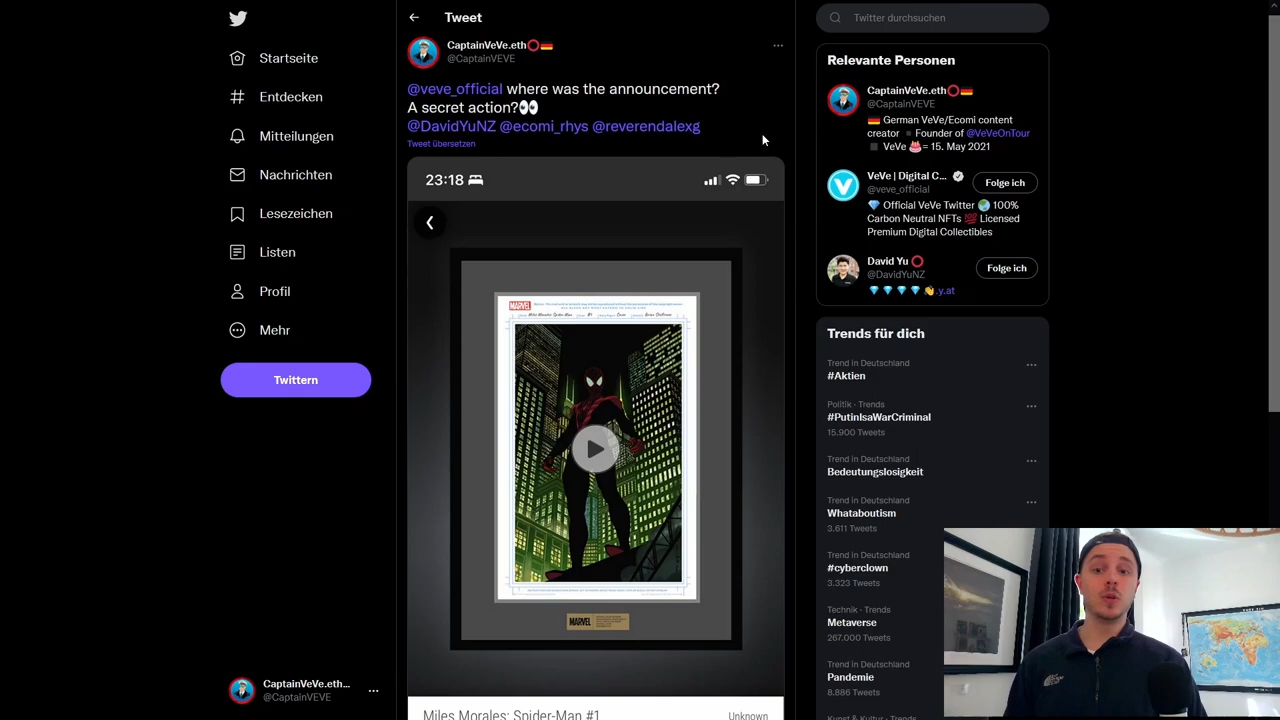 Startseite
Entdecken
Mitteilungen
Nachrichten
Lesezeichen
Listen
Profil
Mehr
Twittern
CaptainVeVe.eth...
@CaptainVEVE
Tweet
CaptainVeVe.eth⭕🇩🇪
@CaptainVEVE
@veve_official where was the announcement?
A secret action?👀
@DavidYuNZ @ecomi_rhys @reverendalexg
Tweet übersetzen
23:18
MARVEL
MARVEL
Miles Morales: Spider-Man #1
Unknown
Twitter durchsuchen
Relevante Personen
CaptainVeVe.eth⭕🇩🇪
@CaptainVEVE
🇩🇪 German VeVe/Ecomi content
creator ◾ Founder of @VeVeOnTour
◾ VeVe 🎂= 15. May 2021
VeVe | Digital C...
@veve_official
Folge ich
💎 Official VeVe Twitter 🌏 100%
Carbon Neutral NFTs 💯 Licensed
Premium Digital Collectibles
David Yu ⭕
@DavidYuNZ
Folge ich
💎 💎 💎 💎 👏.y.at
Trends für dich
Trend in Deutschland
#Aktien
Politik · Trends
#PutinIsaWarCriminal
15.900 Tweets
Trend in Deutschland
Bedeutungslosigkeit
Trend in Deutschland
Whataboutism
3.611 Tweets
Trend in Deutschland
#cyberclown
3.323 Tweets
Technik · Trends
Metaverse
267.000 Tweets
Trend in Deutschland
Pandemie
8.886 Tweets
Kunst & Kultur · Trends